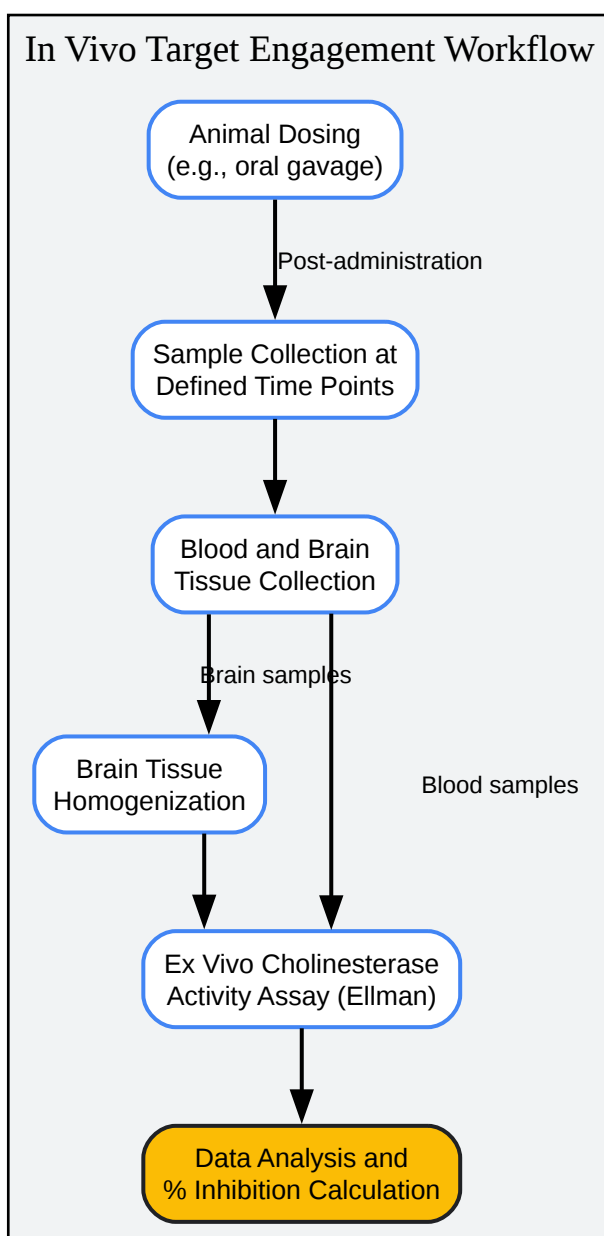 In Vivo Target Engagement Workflow
Animal Dosing
(e.g., oral gavage)
Post-administration
Sample Collection at
Defined Time Points
Blood and Brain
Tissue Collection
Brain samples
Brain Tissue
Homogenization
Blood samples
Ex Vivo Cholinesterase
Activity Assay (Ellman)
Data Analysis and
% Inhibition Calculation